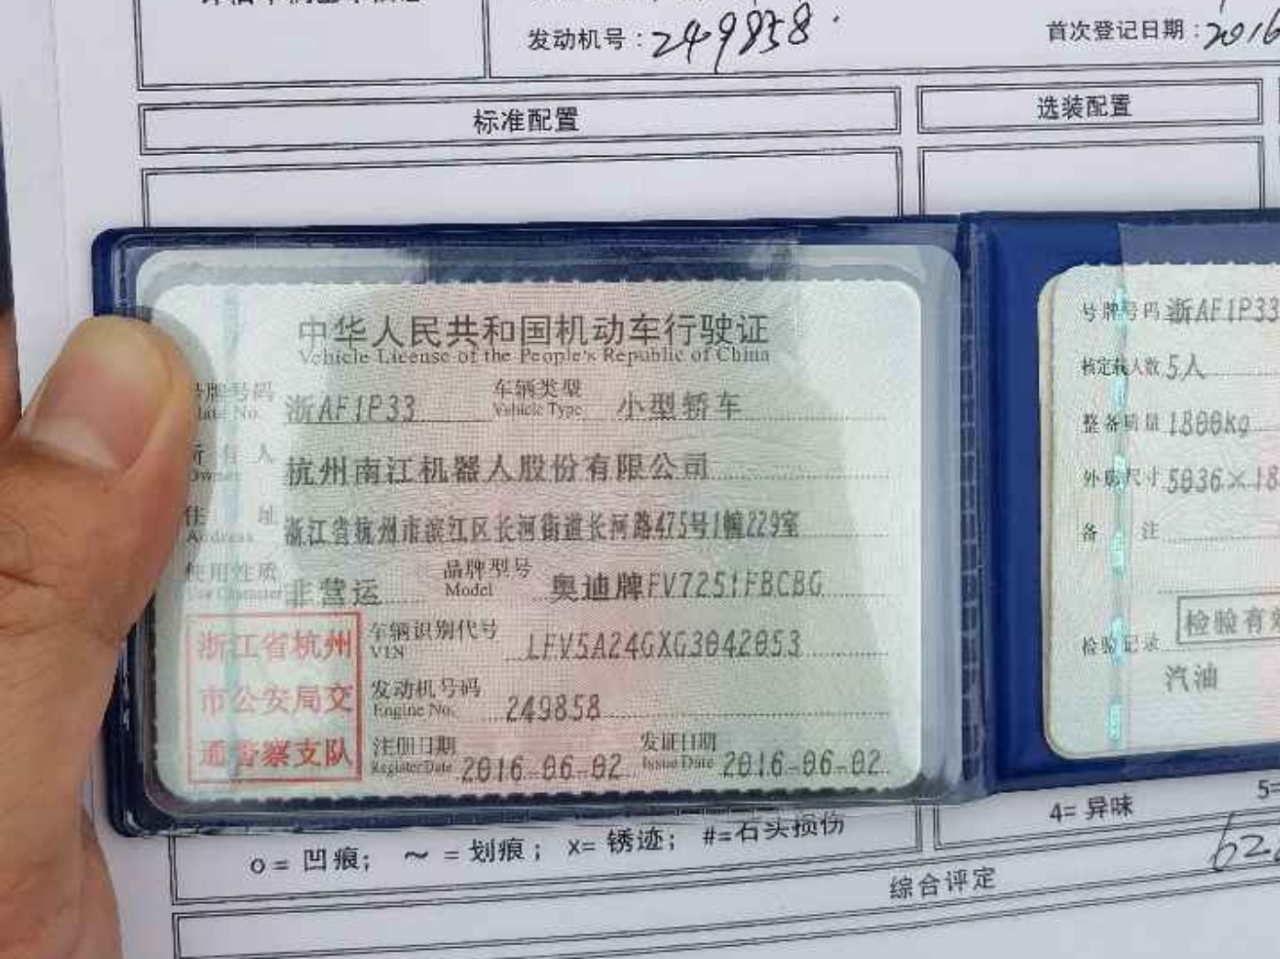 发动机号：249858
首次登记日期：2016
标准配置
选装配置
中华人民共和国机动车行驶证
Vehicle License of the People's Republic of China
号牌号码 浙AF1P33 车辆类型 小型轿车
Plate No. Vehicle Type
所有人 杭州南江机器人股份有限公司
Owner
住址 浙江省杭州市滨江区长河街道长河路475号1幢229室
Address
使用性质 非营运 品牌型号 奥迪牌FV7251FBCBG
Use Character Model
浙江省杭州
市公安局交
通警察支队
车辆识别代号 LFV5A24GXG3042053
VIN
发动机号码 249858
Engine No.
注册日期 2016-06-02 发证日期 2016-06-02
Register Date Issue Date
号牌号码 浙AF1P33
核定载人数 5人
整备质量 1800kg
外廓尺寸 5036×18
备注
检验记录 检验有
汽油
o= 凹痕； ～ = 划痕； x= 锈迹； #=石头损伤
4= 异味
5=
综合评定